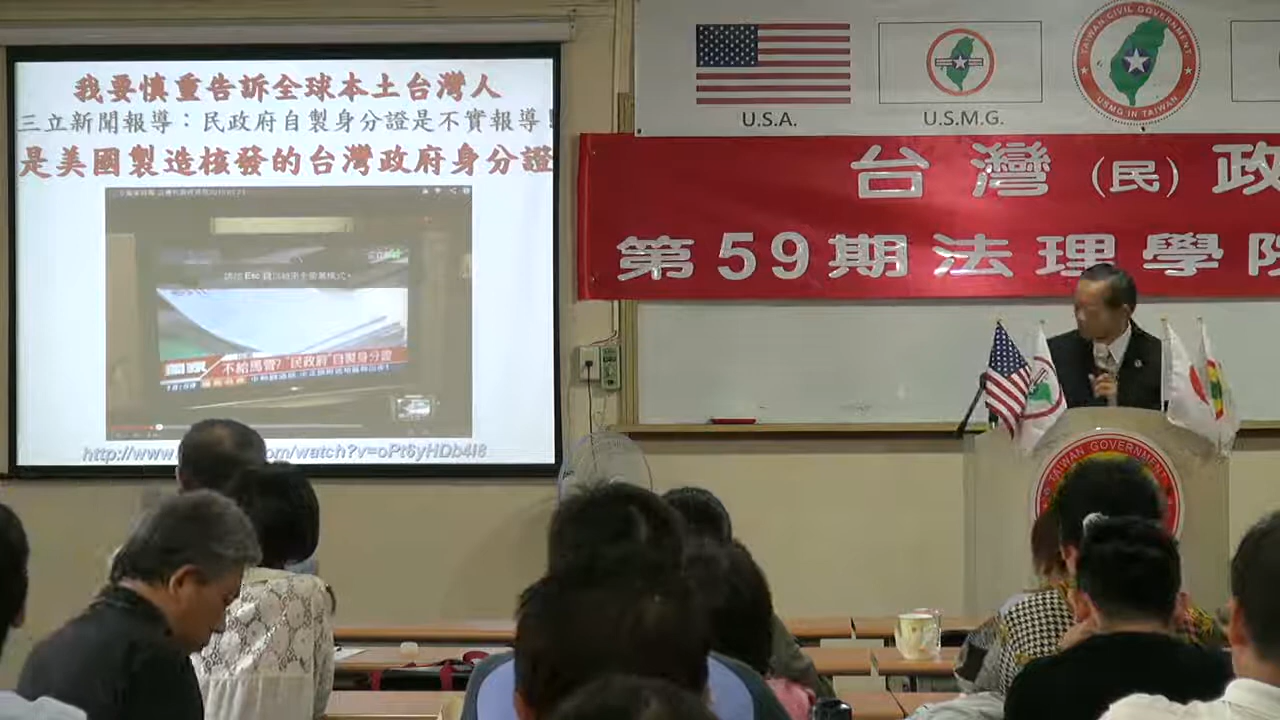 我要慎重告訴全球本土台灣人
三立新聞報導：民政府自製身分證是不實報導!
是美國製造核發的台灣政府身分證
請按 Esc 鍵以結束全螢幕模式。
不給馬管? "民政府"自製身分證
http://www.
om/watch?v=oPt6yHDb4I8
U.S.A.
U.S.M.G.
TAIWAN CIVIL GOVERNMENT
USMG IN TAIWAN
台灣(民)政
第59期法理學院
TAIWAN GOVERNMENT